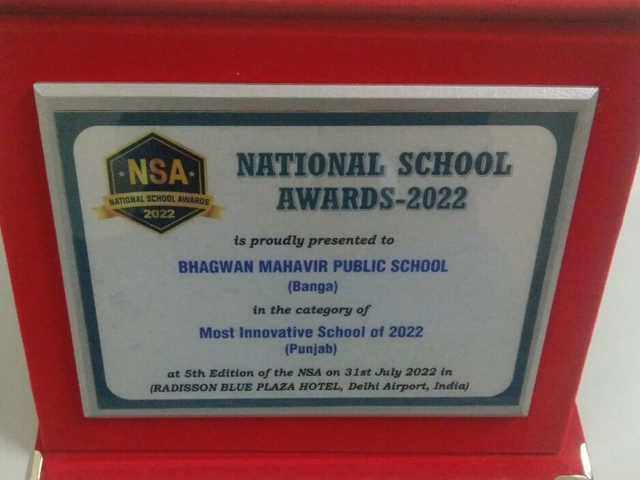 NSA
NATIONAL SCHOOL AWARDS
2022
NATIONAL SCHOOL
AWARDS-2022
is proudly presented to
BHAGWAN MAHAVIR PUBLIC SCHOOL
(Banga)
in the category of
Most Innovative School of 2022
(Punjab)
at 5th Edition of the NSA on 31st July 2022 in
(RADISSON BLUE PLAZA HOTEL, Delhi Airport, India)